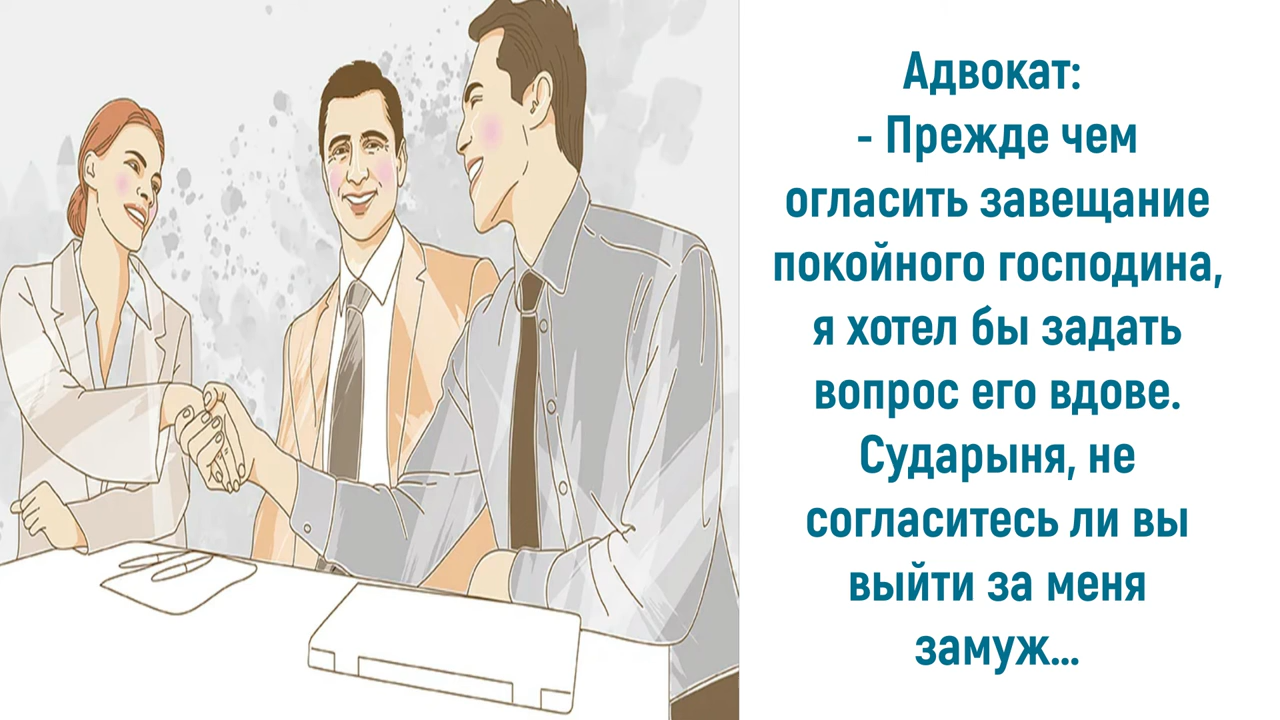 Адвокат:
- Прежде чем
огласить завещание
покойного господина,
я хотел бы задать
вопрос его вдове.
Сударыня, не
согласитесь ли вы
выйти за меня
замуж...